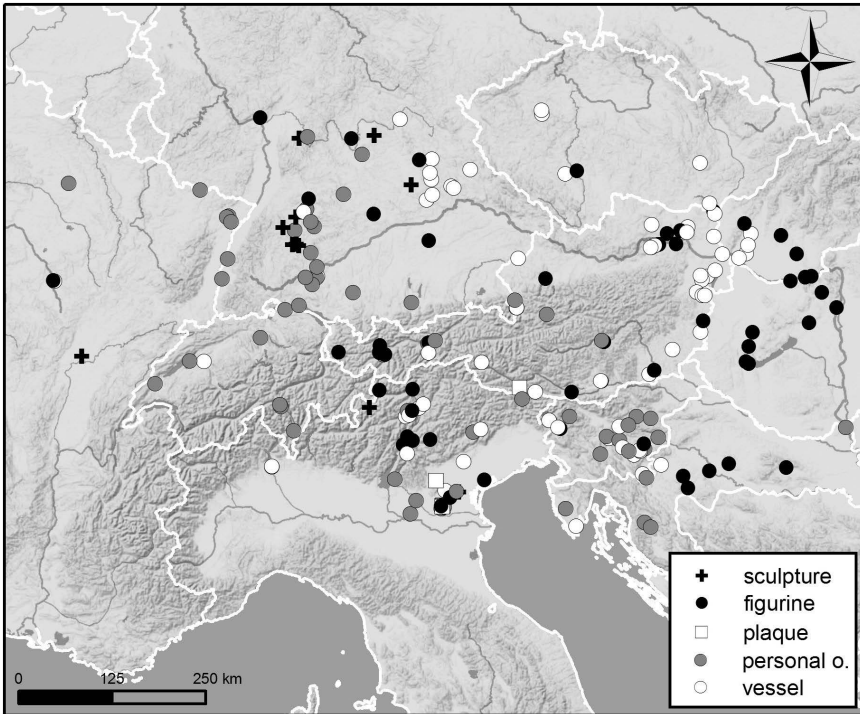 sculpture
figurine
plaque
personal o.
vessel
0 125 250 km